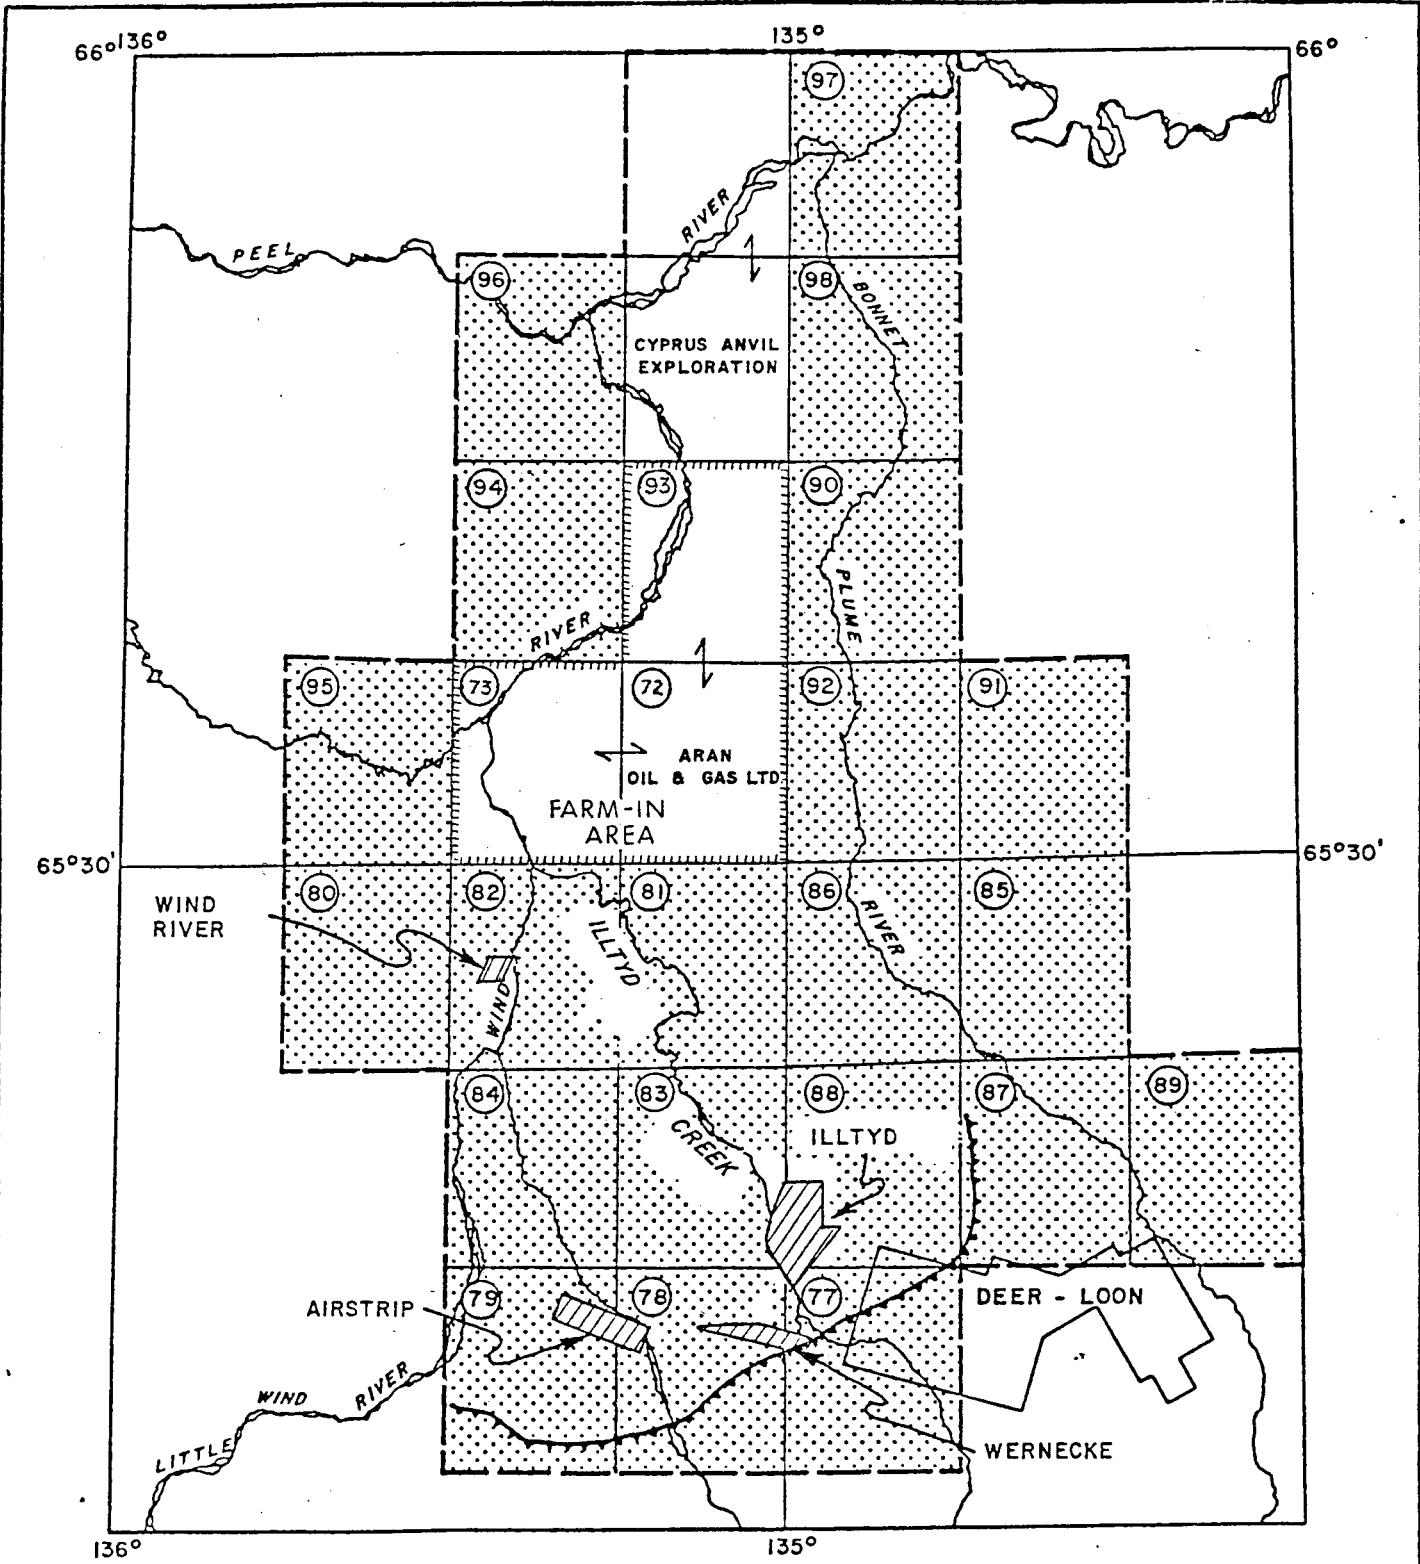 66° 136° 135° 66°
97
RIVER
PEEL
96
98
BONNET
CYPRUS ANVIL
EXPLORATION
94
93
90
PLUME
RIVER
95
73
72
92
91
ARAN
OIL & GAS LTD
FARM-IN
AREA
65°30' 65°30'
80
82
81
86
85
WIND
RIVER
ILLTYD
RIVER
WIND
84
83
88
87
89
CREEK
ILLTYD
79
78
77
AIRSTRIP
DEER - LOON
WIND RIVER
LITTLE
WERNECKE
136° 135°